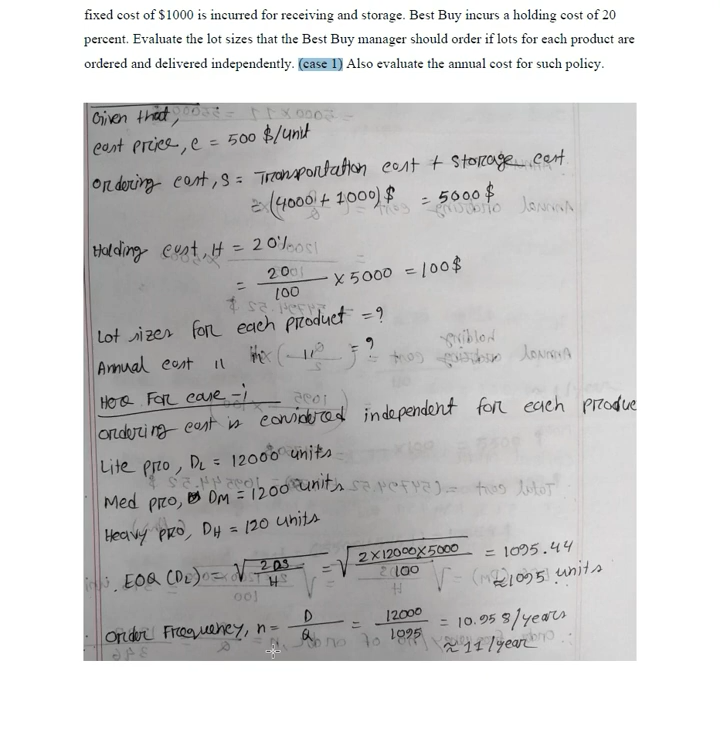 fixed cost of $1000 is incurred for receiving and storage. Best Buy incurs a holding cost of 20
percent. Evaluate the lot sizes that the Best Buy manager should order if lots for each product are
ordered and delivered independently. (case 1) Also evaluate the annual cost for such policy.
Given that,
cost price, c = 500 $/unit
ordering cost, S = Transportation cost + storage cost
= (4000 + 1000) $ = 5000 $
Holding cost, H = 20%
= 20/100 × 5000 = 100 $
Lot sizes for each product = ?
Annual cost 11 11 = ?
For case - i
ordering cost is considered independent for each produc
Lite pro, DL = 12000 units
Med pro, DM = 1200 units
Heavy pro, DH = 120 units
EOQ (DL) = √2DS/H = √2×12000×5000/100 = 1095.44
≈ 1095 units
order Frequency, n = D/Q = 12000/1095 = 10.958/years
≈ 11/year